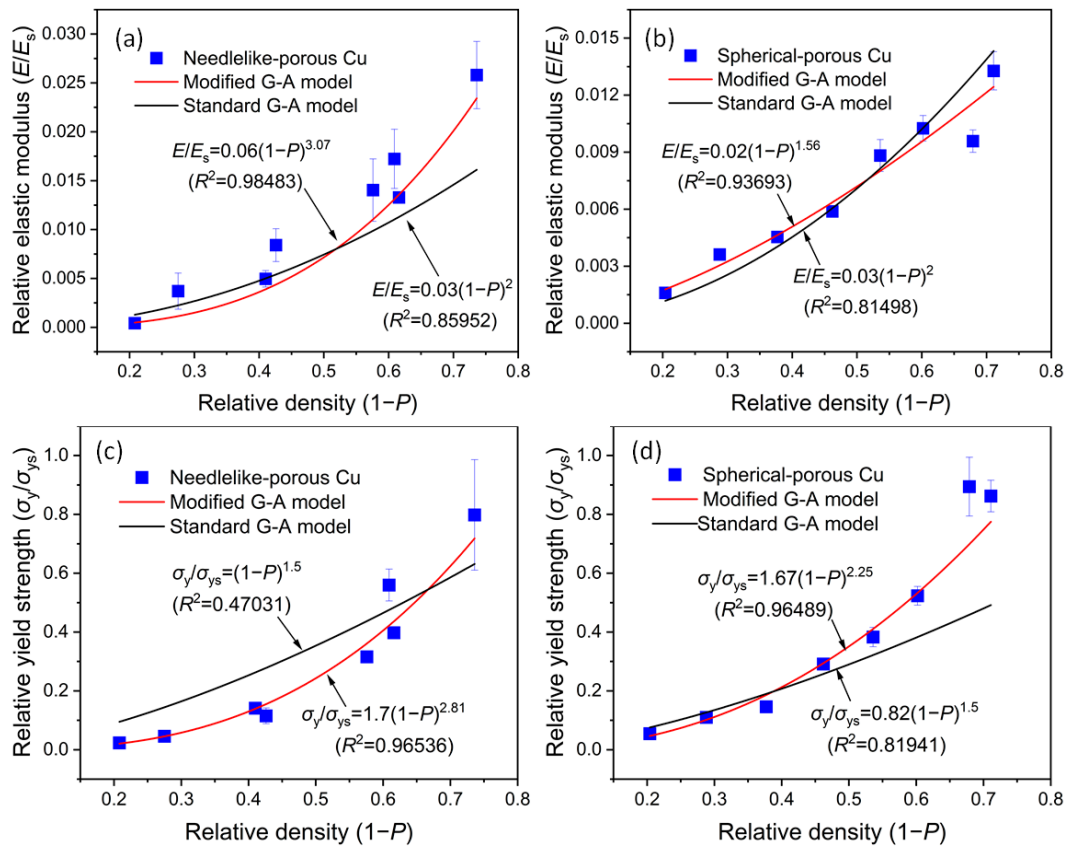 (a)
Needlelike-porous Cu
Modified G-A model
Standard G-A model
E/Es=0.06(1−P)^3.07
(R²=0.98483)
E/Es=0.03(1−P)²
(R²=0.85952)
Relative elastic modulus (E/Es)
0.030
0.025
0.020
0.015
0.010
0.005
0.000
0.2 0.3 0.4 0.5 0.6 0.7 0.8
Relative density (1−P)
(b)
Spherical-porous Cu
Modified G-A model
Standard G-A model
E/Es=0.02(1−P)^1.56
(R²=0.93693)
E/Es=0.03(1−P)²
(R²=0.81498)
Relative elastic modulus (E/Es)
0.015
0.012
0.009
0.006
0.003
0.000
0.2 0.3 0.4 0.5 0.6 0.7 0.8
Relative density (1−P)
(c)
Needlelike-porous Cu
Modified G-A model
Standard G-A model
σy/σys=(1−P)^1.5
(R²=0.47031)
σy/σys=1.7(1−P)^2.81
(R²=0.96536)
Relative yield strength (σy/σys)
1.0
0.8
0.6
0.4
0.2
0.0
0.2 0.3 0.4 0.5 0.6 0.7 0.8
Relative density (1−P)
(d)
Spherical-porous Cu
Modified G-A model
Standard G-A model
σy/σys=1.67(1−P)^2.25
(R²=0.96489)
σy/σys=0.82(1−P)^1.5
(R²=0.81941)
Relative yield strength (σy/σys)
1.0
0.8
0.6
0.4
0.2
0.0
0.2 0.3 0.4 0.5 0.6 0.7 0.8
Relative density (1−P)